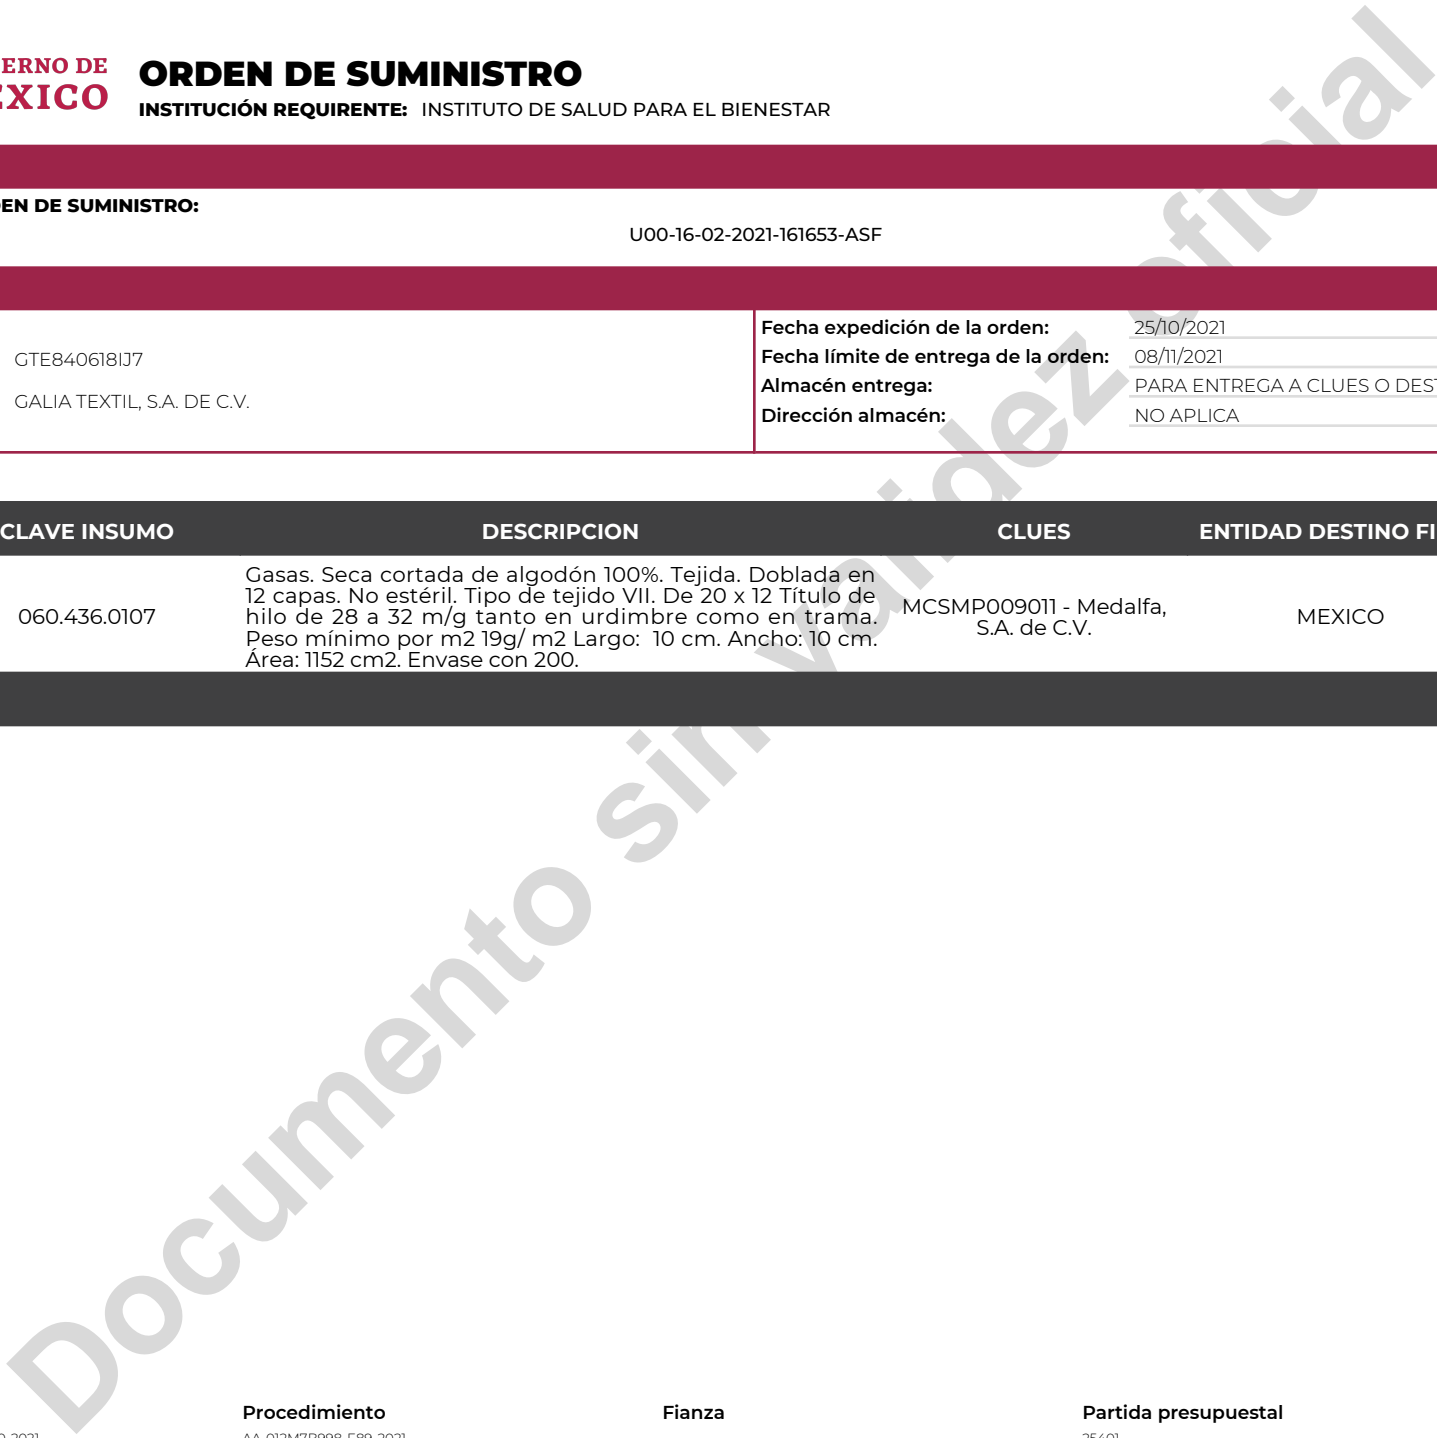 ERNO DE
EXICO
ORDEN DE SUMINISTRO
INSTITUCIÓN REQUIRENTE: INSTITUTO DE SALUD PARA EL BIENESTAR
EN DE SUMINISTRO:
U00-16-02-2021-161653-ASF
GTE840618IJ7
GALIA TEXTIL, S.A. DE C.V.
Fecha expedición de la orden: 25/10/2021
Fecha límite de entrega de la orden: 08/11/2021
Almacén entrega: PARA ENTREGA A CLUES O DEST
Dirección almacén: NO APLICA
CLAVE INSUMO DESCRIPCION CLUES ENTIDAD DESTINO FI
060.436.0107
Gasas. Seca cortada de algodón 100%. Tejida. Doblada en
12 capas. No estéril. Tipo de tejido VII. De 20 x 12 Título de
hilo de 28 a 32 m/g tanto en urdimbre como en trama.
Peso mínimo por m2 19g/ m2 Largo: 10 cm. Ancho: 10 cm.
Área: 1152 cm2. Envase con 200.
MCSMP009011 - Medalfa,
S.A. de C.V.
MEXICO
Documento sin validez oficial
Procedimiento Fianza Partida presupuestal